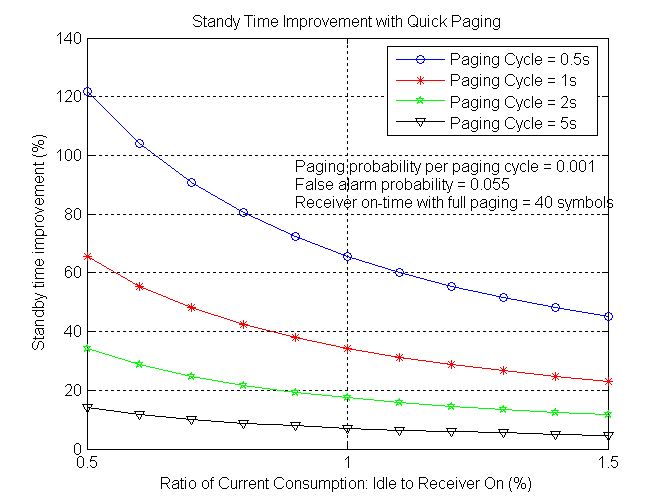 Standy Time Improvement with Quick Paging
140
120
100
80
60
40
20
0
Standby time improvement (%)
Paging Cycle = 0.5s
Paging Cycle = 1s
Paging Cycle = 2s
Paging Cycle = 5s
Paging probability per paging cycle = 0.001
False alarm probability = 0.055
Receiver on-time with full paging = 40 symbols
0.5
1
1.5
Ratio of Current Consumption: Idle to Receiver On (%)